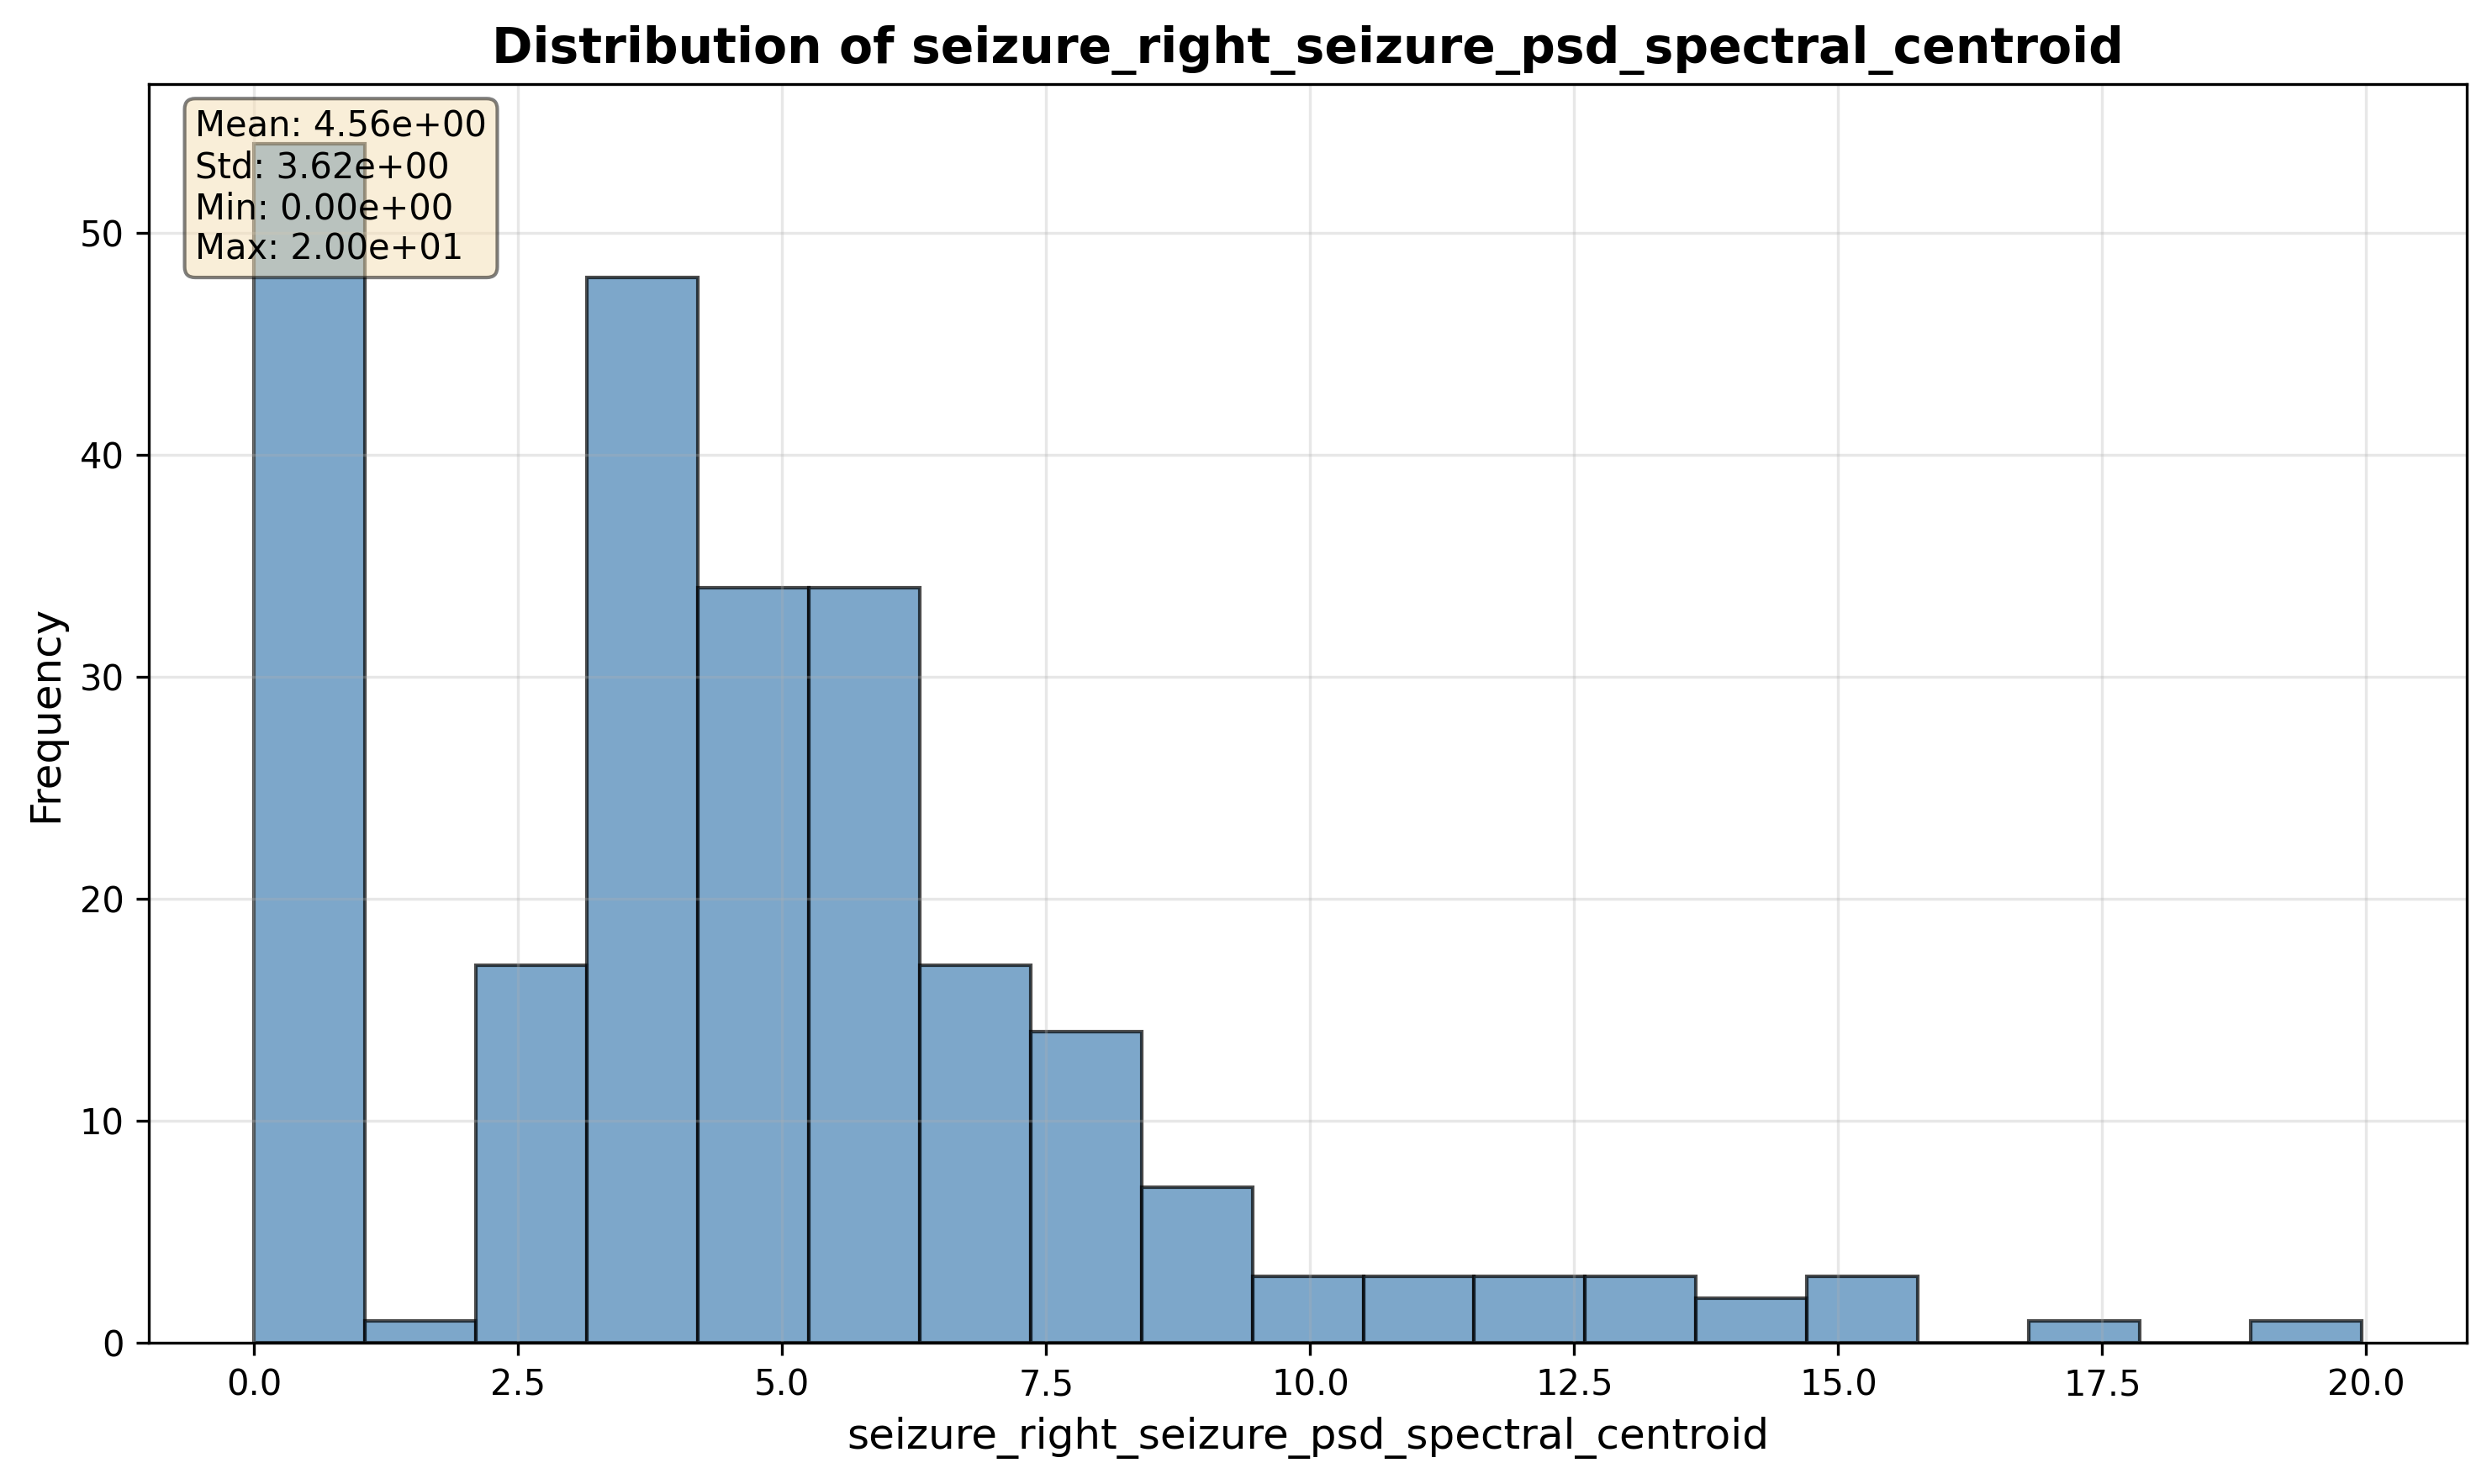 Distribution of seizure_right_seizure_psd_spectral_centroid
Mean: 4.56e+00
Std: 3.62e+00
Min: 0.00e+00
Max: 2.00e+01
Frequency
50
40
30
20
10
0
0.0 2.5 5.0 7.5 10.0 12.5 15.0 17.5 20.0
seizure_right_seizure_psd_spectral_centroid